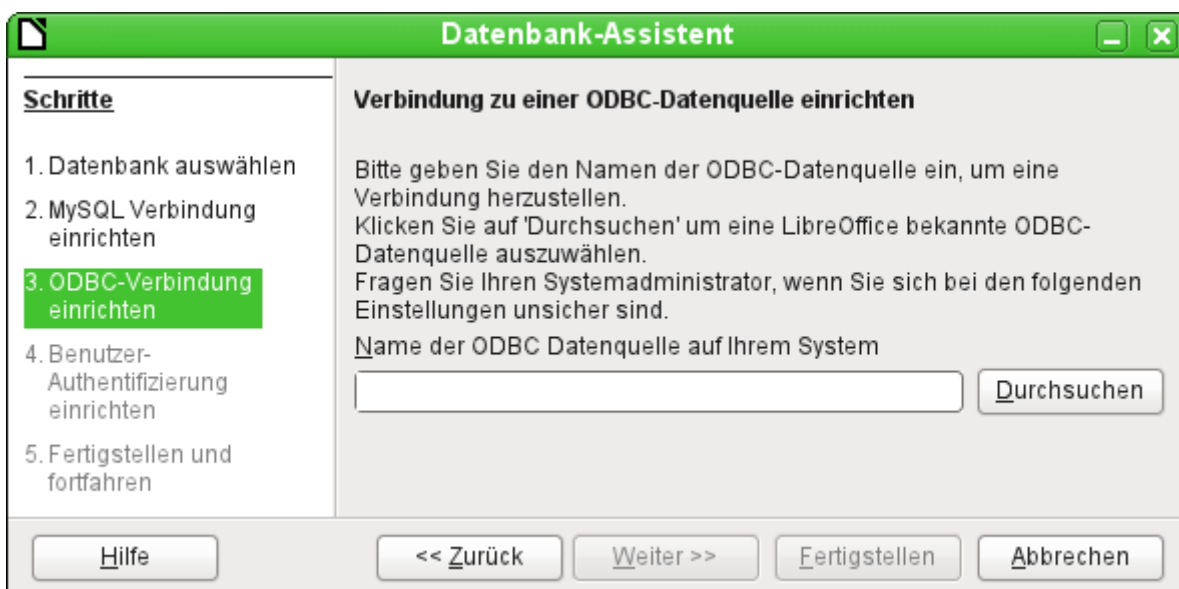 Datenbank-Assistent
Schritte
1. Datenbank auswählen
2. MySQL Verbindung
einrichten
3. ODBC-Verbindung
einrichten
4. Benutzer-
Authentifizierung
einrichten
5. Fertigstellen und
fortfahren
Verbindung zu einer ODBC-Datenquelle einrichten
Bitte geben Sie den Namen der ODBC-Datenquelle ein, um eine
Verbindung herzustellen.
Klicken Sie auf 'Durchsuchen' um eine LibreOffice bekannte ODBC-
Datenquelle auszuwählen.
Fragen Sie Ihren Systemadministrator, wenn Sie sich bei den folgenden
Einstellungen unsicher sind.
Name der ODBC Datenquelle auf Ihrem System
Durchsuchen
Hilfe
<< Zurück
Weiter >>
Fertigstellen
Abbrechen